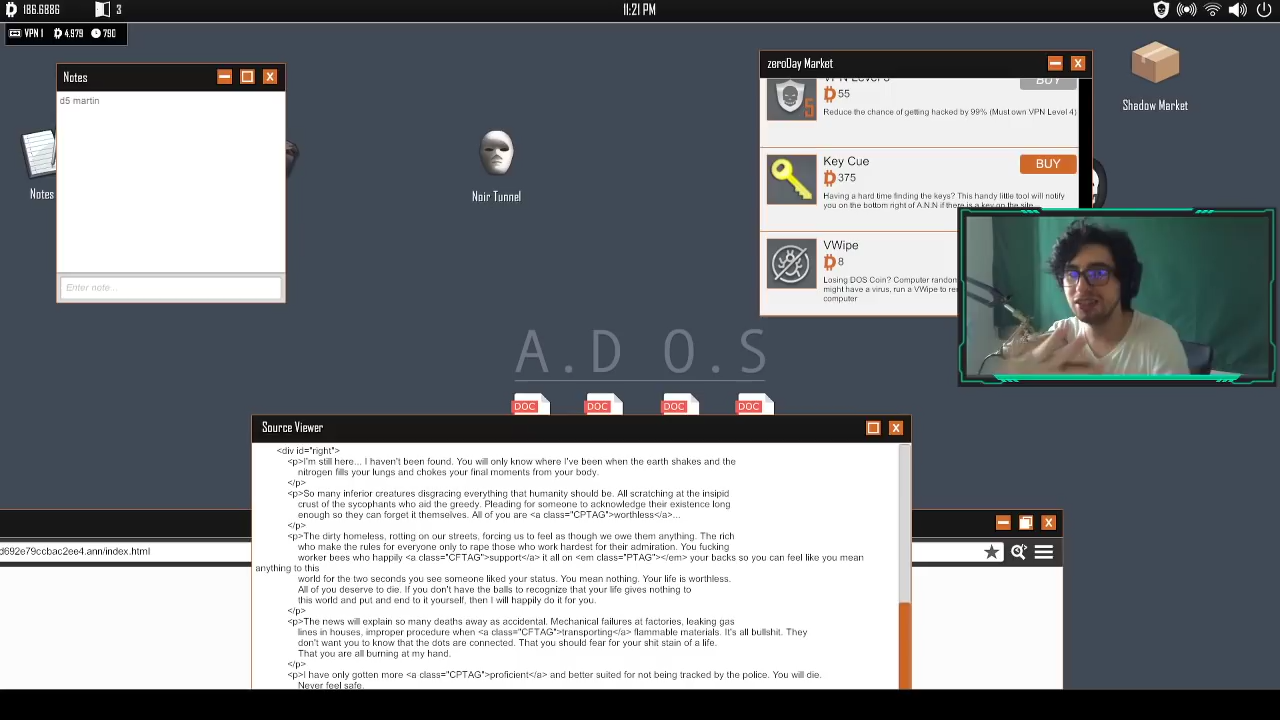 186.6886
3
11:21 PM
VPN 1
4.979
790
Notes
d5 martin
Enter note...
Notes
Noir Tunnel
zeroDay Market
BUY
55
Reduce the chance of getting hacked by 99% (Must own VPN Level 4)
5
Key Cue
BUY
375
Having a hard time finding the keys? This handy little tool will notify
you on the bottom right of A.N.N if there is a key on the site.
VWipe
8
Losing DOS Coin? Computer random
might have a virus, run a VWipe to re
computer
Shadow Market
A.D O.S
DOC
DOC
DOC
DOC
Source Viewer
<div id="right">
<p>I'm still here... I haven't been found. You will only know where I've been when the earth shakes and the
nitrogen fills your lungs and chokes your final moments from your body.
</p>
<p>So many inferior creatures disgracing everything that humanity should be. All scratching at the insipid
crust of the sycophants who aid the greedy. Pleading for someone to acknowledge their existence long
enough so they can forget it themselves. All of you are <a class="CPTAG">worthless</a>...
</p>
<p>The dirty homeless, rotting on our streets, forcing us to feel as though we owe them anything. The rich
who make the rules for everyone only to rape those who work hardest for their admiration. You fucking
worker bees who happily <a class="CFTAG">support</a> it all on <em class="PTAG"></em> your backs so you can feel like you mean
anything to this
world for the two seconds you see someone liked your status. You mean nothing. Your life is worthless.
All of you deserve to die. If you don't have the balls to recognize that your life gives nothing to
this world and put and end to it yourself, then I will happily do it for you.
</p>
<p>The news will explain so many deaths away as accidental. Mechanical failures at factories, leaking gas
lines in houses, improper procedure when <a class="CFTAG">transporting</a> flammable materials. It's all bullshit. They
don't want you to know that the dots are connected. That you should fear for your shit stain of a life.
That you are all burning at my hand.
</p>
<p>I have only gotten more <a class="CPTAG">proficient</a> and better suited for not being tracked by the police. You will die.
Never feel safe.
d692e79ccbac2ee4.ann/index.html